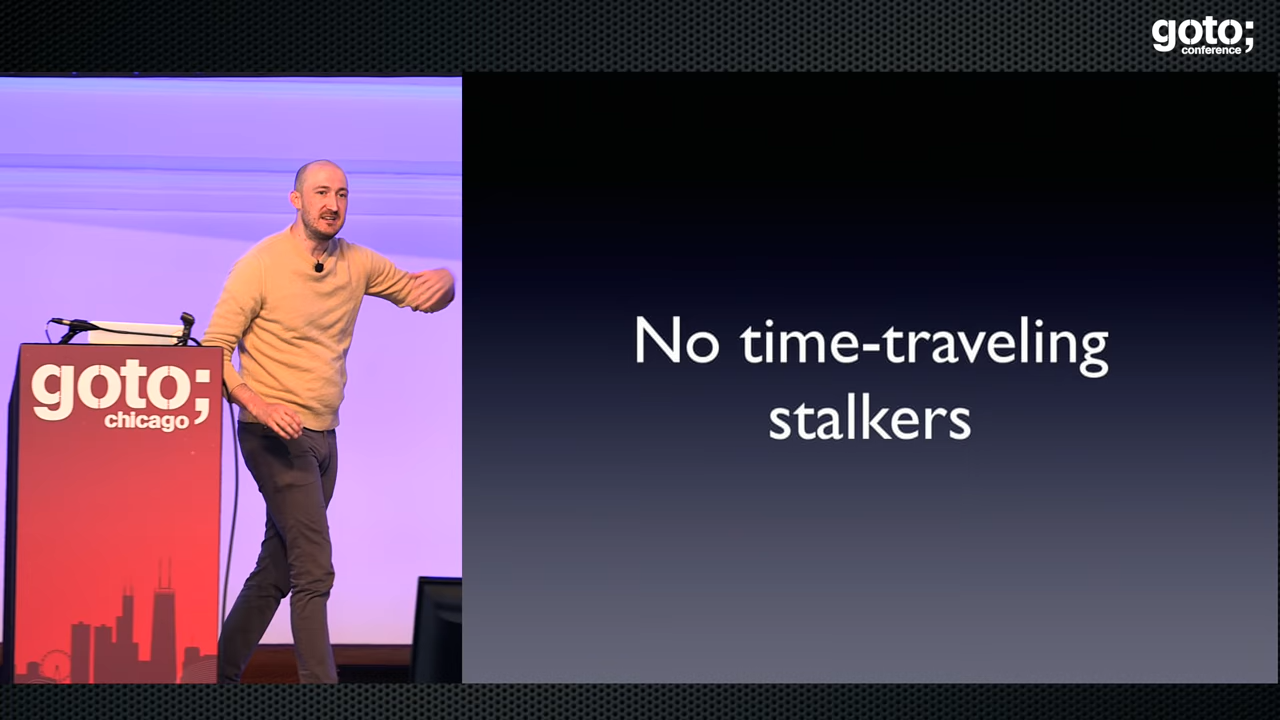 goto;
conference
No time-traveling
stalkers
goto;
chicago